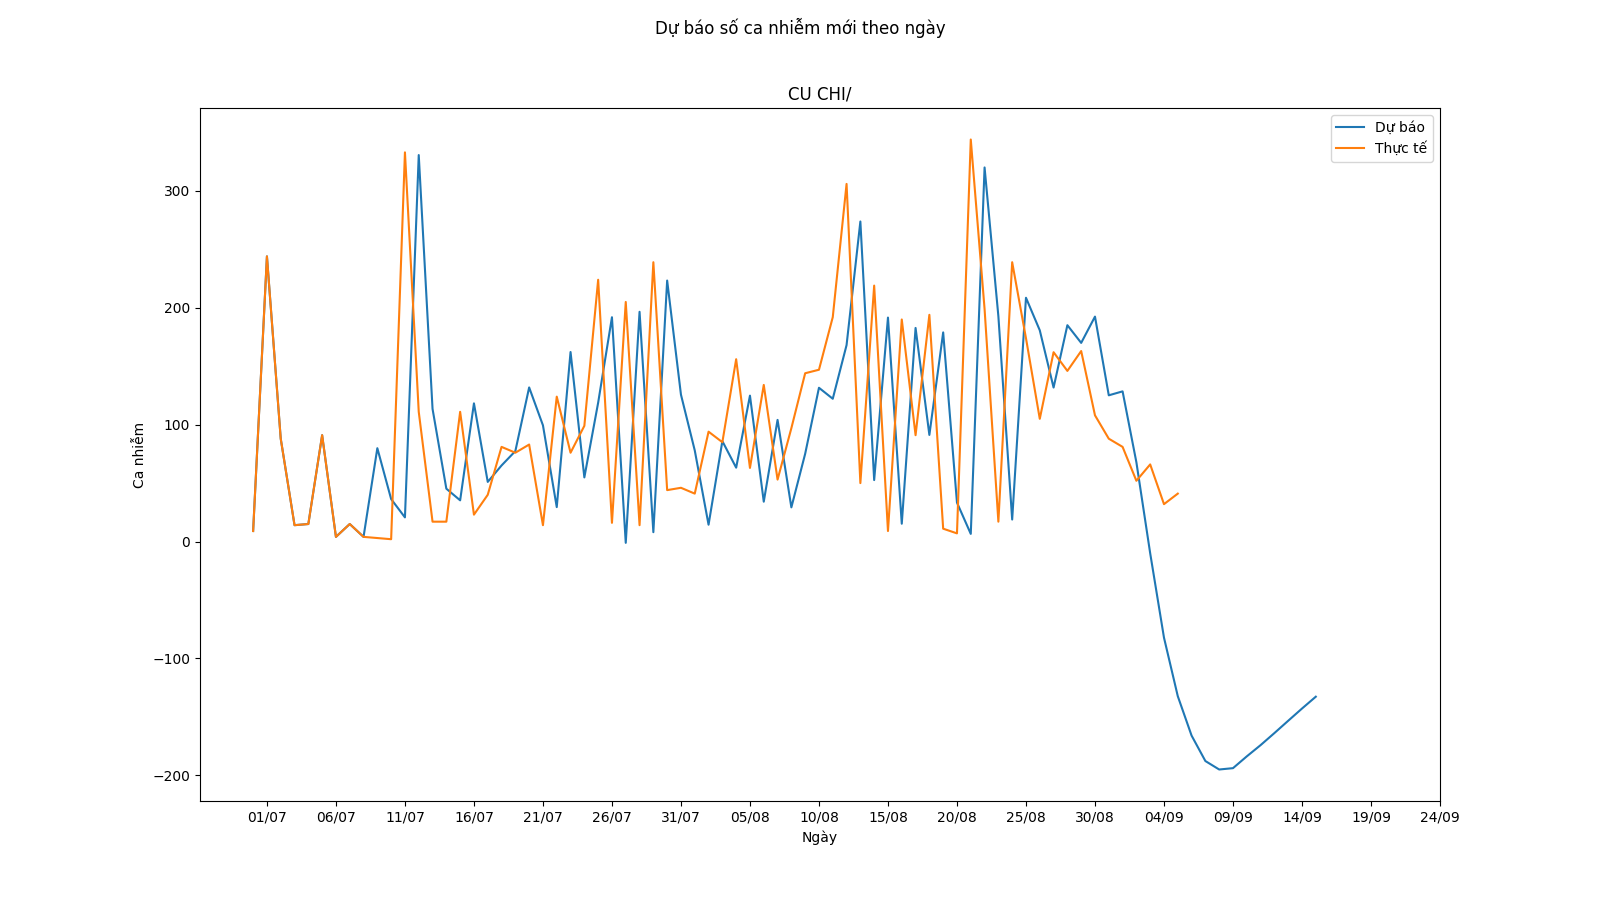 Dự báo số ca nhiễm mới theo ngày
CU CHI/
Dự báo
Thực tế
Ca nhiễm
300
200
100
0
−100
−200
01/07 06/07 11/07 16/07 21/07 26/07 31/07 05/08 10/08 15/08 20/08 25/08 30/08 04/09 09/09 14/09 19/09 24/09
Ngày